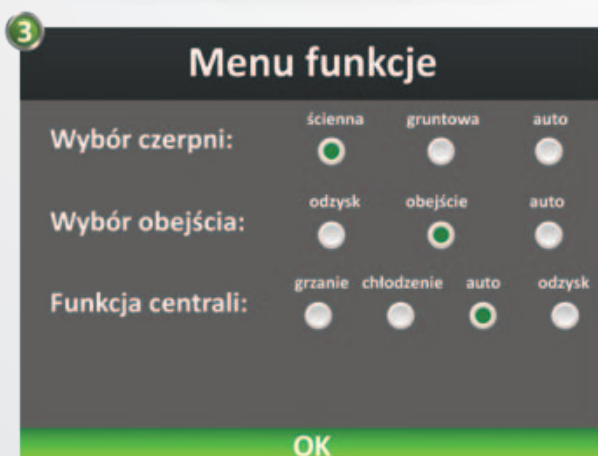 3
Menu funkcje
ścienna gruntowa auto
Wybór czerpni:
odzysk obejście auto
Wybór obejścia:
grzanie chłodzenie auto odzysk
Funkcja centrali:
OK